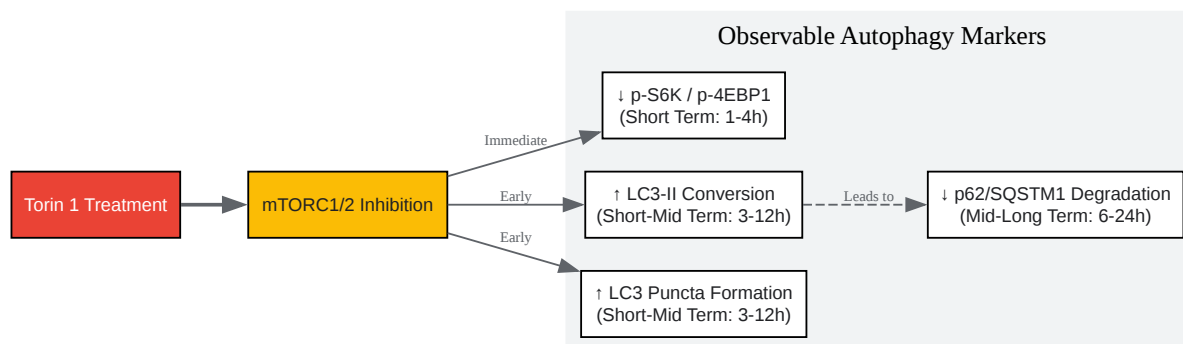 Observable Autophagy Markers
↓ p-S6K / p-4EBP1
(Short Term: 1-4h)
Immediate
Torin 1 Treatment
mTORC1/2 Inhibition
Early
↑ LC3-II Conversion
(Short-Mid Term: 3-12h)
Leads to
↓ p62/SQSTM1 Degradation
(Mid-Long Term: 6-24h)
Early
↑ LC3 Puncta Formation
(Short-Mid Term: 3-12h)